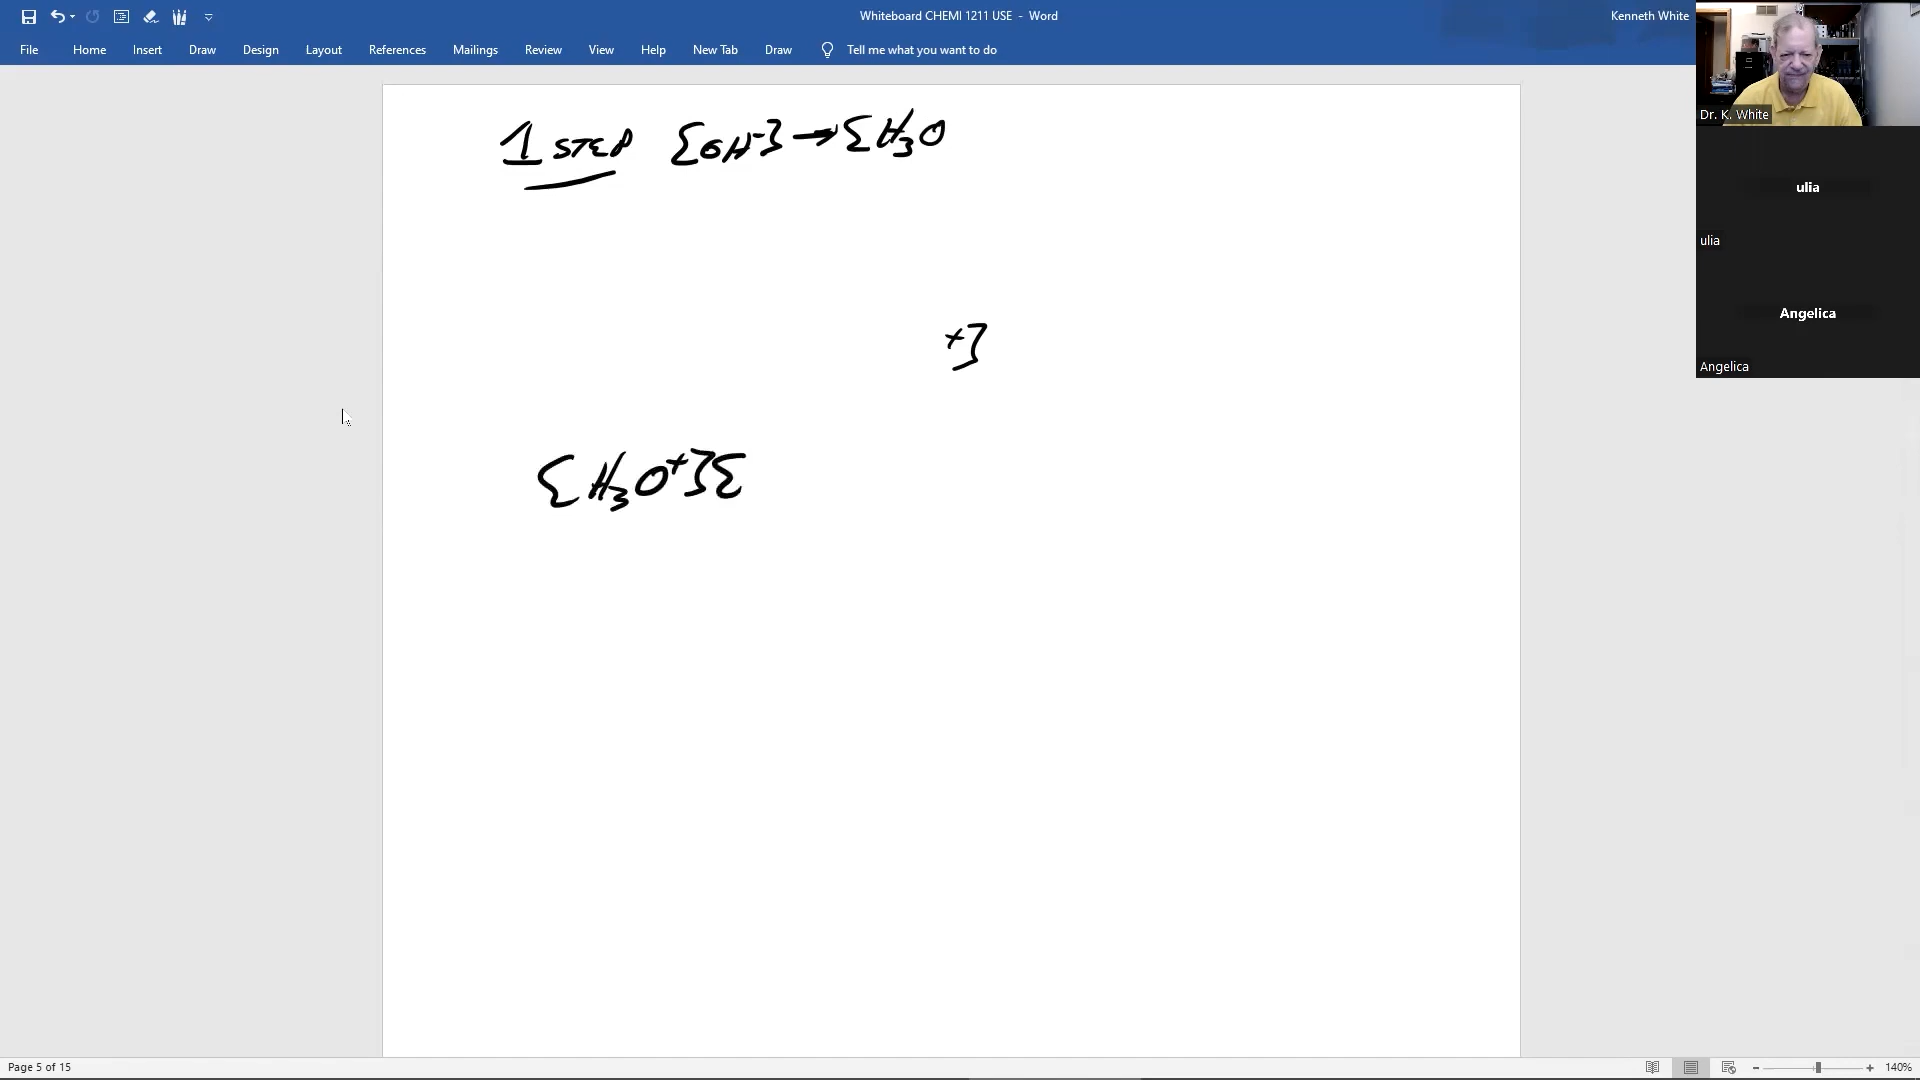 Whiteboard CHEMI 1211 USE - Word
Kenneth White
File Home Insert Draw Design Layout References Mailings Review View Help New Tab Draw Tell me what you want to do
Dr. K. White
ulia
ulia
Angelica
Angelica
1 STEP [OH⁻] → [H₃O
+]
[H₃O⁺][
Page 5 of 15
140%